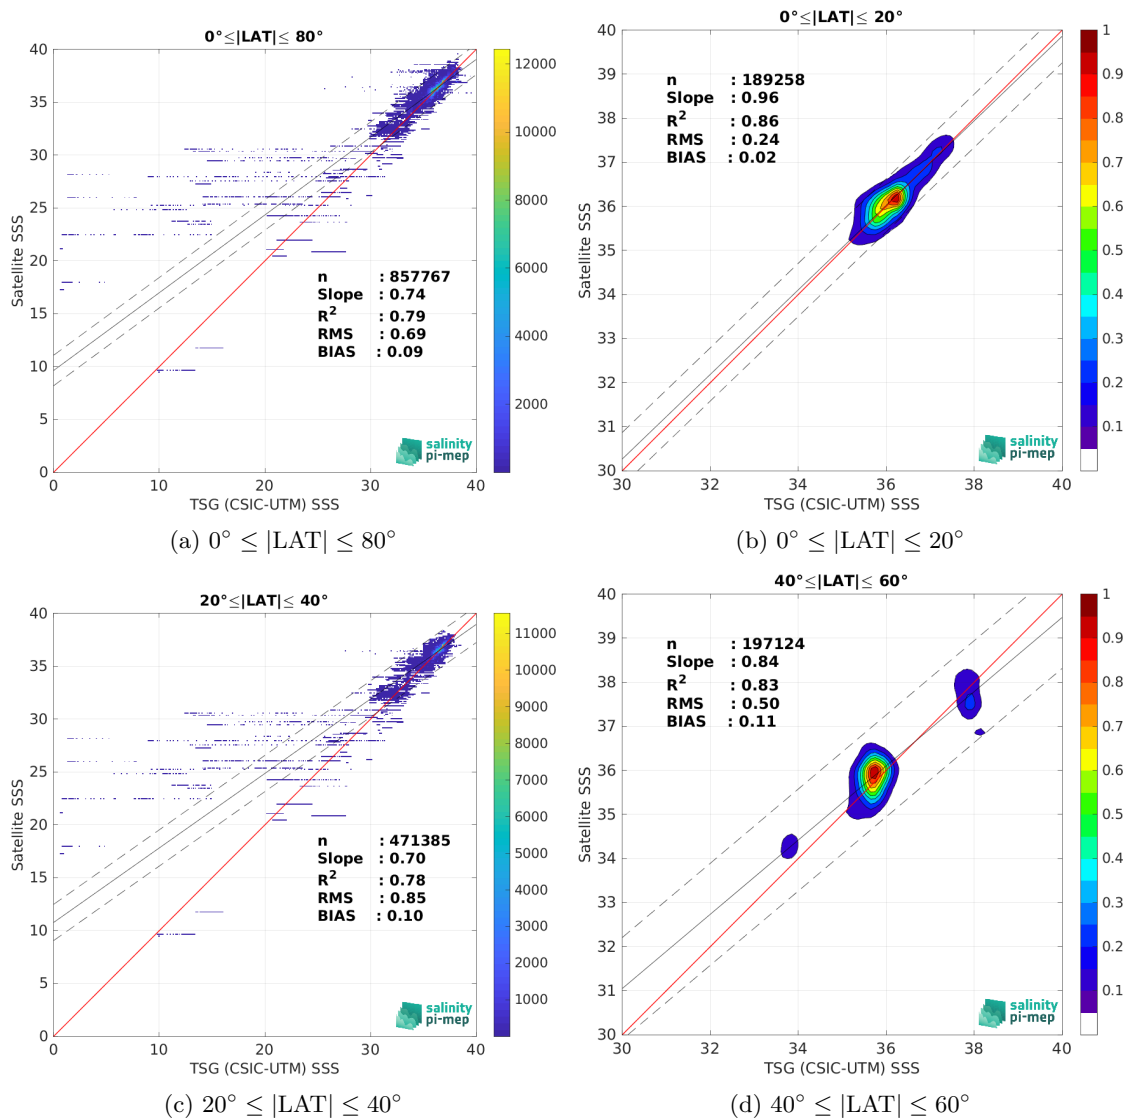 0°≤|LAT|≤ 80°
40
35
30
25
20
15
10
5
0
Satellite SSS
0
10
20
30
40
TSG (CSIC-UTM) SSS
n : 857767
Slope : 0.74
R² : 0.79
RMS : 0.69
BIAS : 0.09
salinity
pi-mep
12000
10000
8000
6000
4000
2000
(a) 0° ≤ |LAT| ≤ 80°
0°≤|LAT|≤ 20°
40
39
38
37
36
35
34
33
32
31
30
Satellite SSS
30
32
34
36
38
40
TSG (CSIC-UTM) SSS
n : 189258
Slope : 0.96
R² : 0.86
RMS : 0.24
BIAS : 0.02
salinity
pi-mep
1
0.9
0.8
0.7
0.6
0.5
0.4
0.3
0.2
0.1
(b) 0° ≤ |LAT| ≤ 20°
20°≤|LAT|≤ 40°
40
35
30
25
20
15
10
5
0
Satellite SSS
0
10
20
30
40
TSG (CSIC-UTM) SSS
n : 471385
Slope : 0.70
R² : 0.78
RMS : 0.85
BIAS : 0.10
salinity
pi-mep
11000
10000
9000
8000
7000
6000
5000
4000
3000
2000
1000
(c) 20° ≤ |LAT| ≤ 40°
40°≤|LAT|≤ 60°
40
39
38
37
36
35
34
33
32
31
30
Satellite SSS
30
32
34
36
38
40
TSG (CSIC-UTM) SSS
n : 197124
Slope : 0.84
R² : 0.83
RMS : 0.50
BIAS : 0.11
salinity
pi-mep
1
0.9
0.8
0.7
0.6
0.5
0.4
0.3
0.2
0.1
(d) 40° ≤ |LAT| ≤ 60°